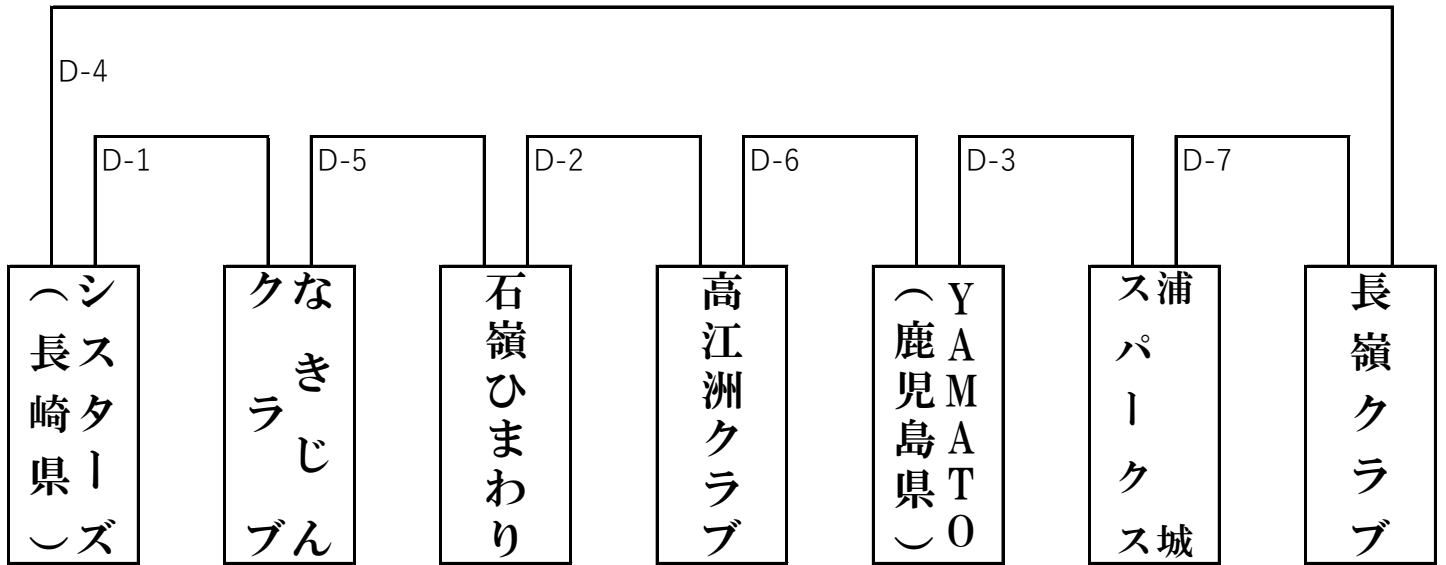 D-4
D-1
D-5
D-2
D-6
D-3
D-7
シスターズ
（長崎県）
なきじん
クラブ
石嶺ひまわり
高江洲クラブ
YAMATO
（鹿児島県）
浦城
スパークス
長嶺クラブ